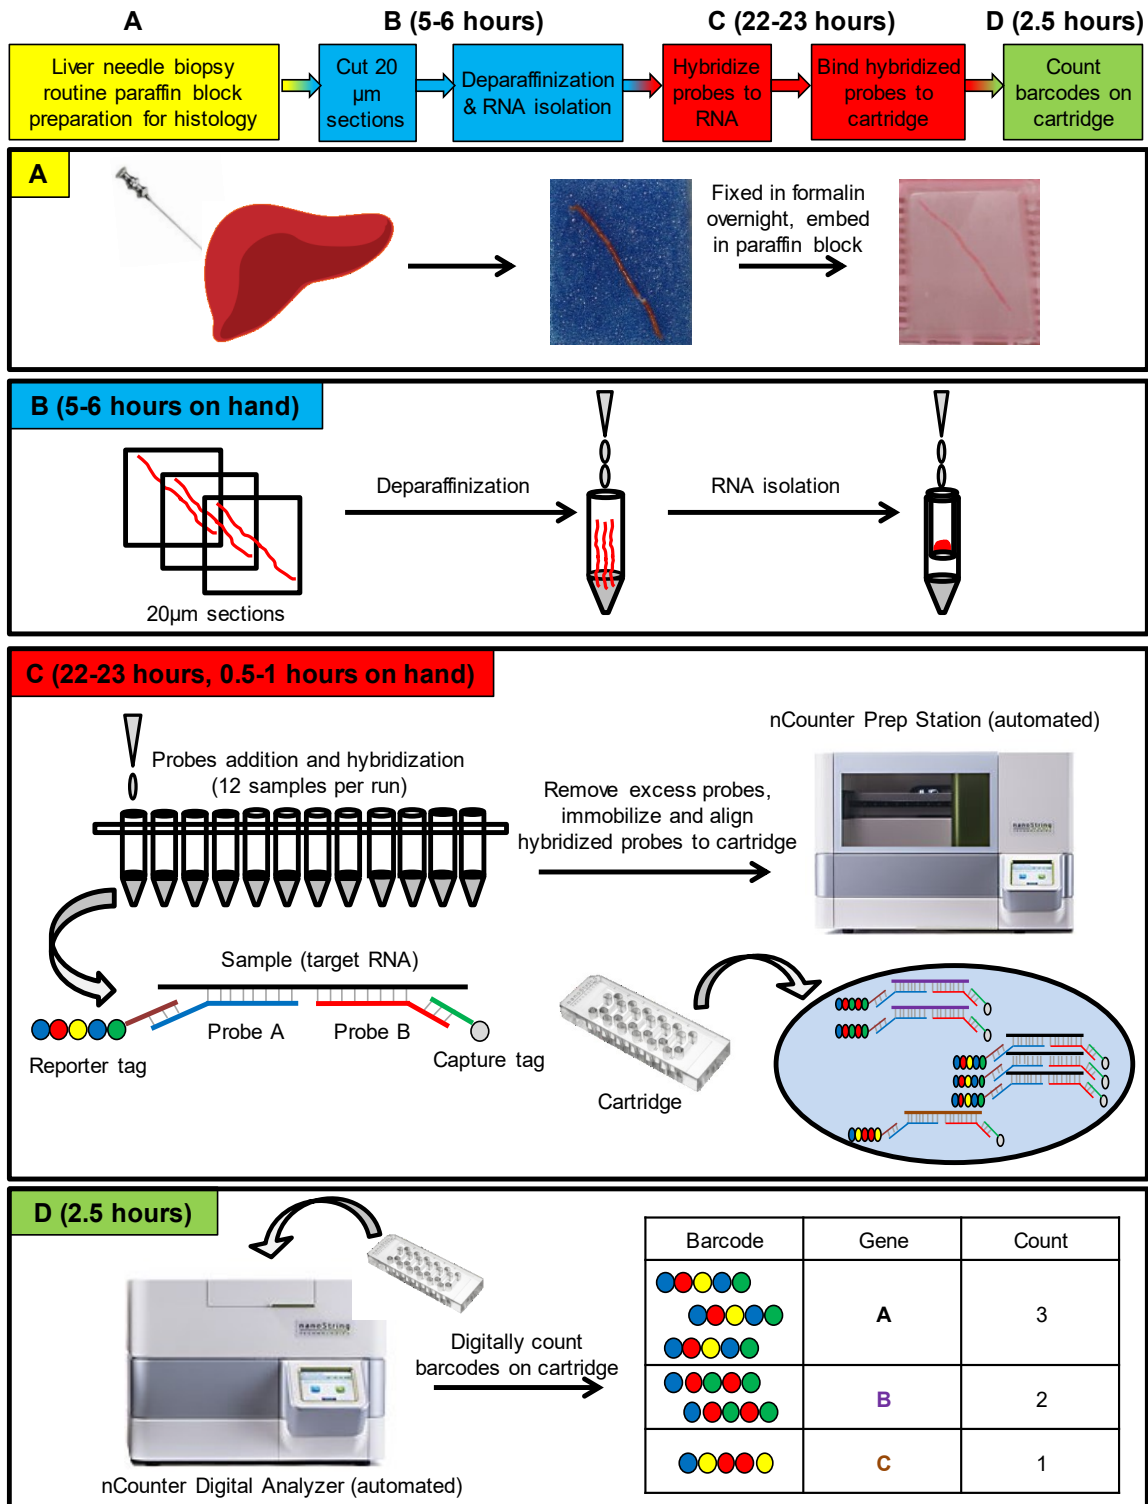 A
B (5-6 hours)
C (22-23 hours)
D (2.5 hours)
Liver needle biopsy
routine paraffin block
preparation for histology
Cut 20
µm
sections
Deparaffinization
& RNA isolation
Hybridize
probes to
RNA
Bind hybridized
probes to
cartridge
Count
barcodes on
cartridge
A
Fixed in formalin
overnight, embed
in paraffin block
B (5-6 hours on hand)
Deparaffinization
RNA isolation
20µm sections
C (22-23 hours, 0.5-1 hours on hand)
nCounter Prep Station (automated)
Probes addition and hybridization
(12 samples per run)
Remove excess probes,
immobilize and align
hybridized probes to cartridge
nanoString
Sample (target RNA)
Probe A
Probe B
Reporter tag
Capture tag
Cartridge
D (2.5 hours)
nanoString
TECHNOLOGIES
Digitally count
barcodes on cartridge
nCounter Digital Analyzer (automated)
Barcode
Gene
Count
A
3
B
2
C
1